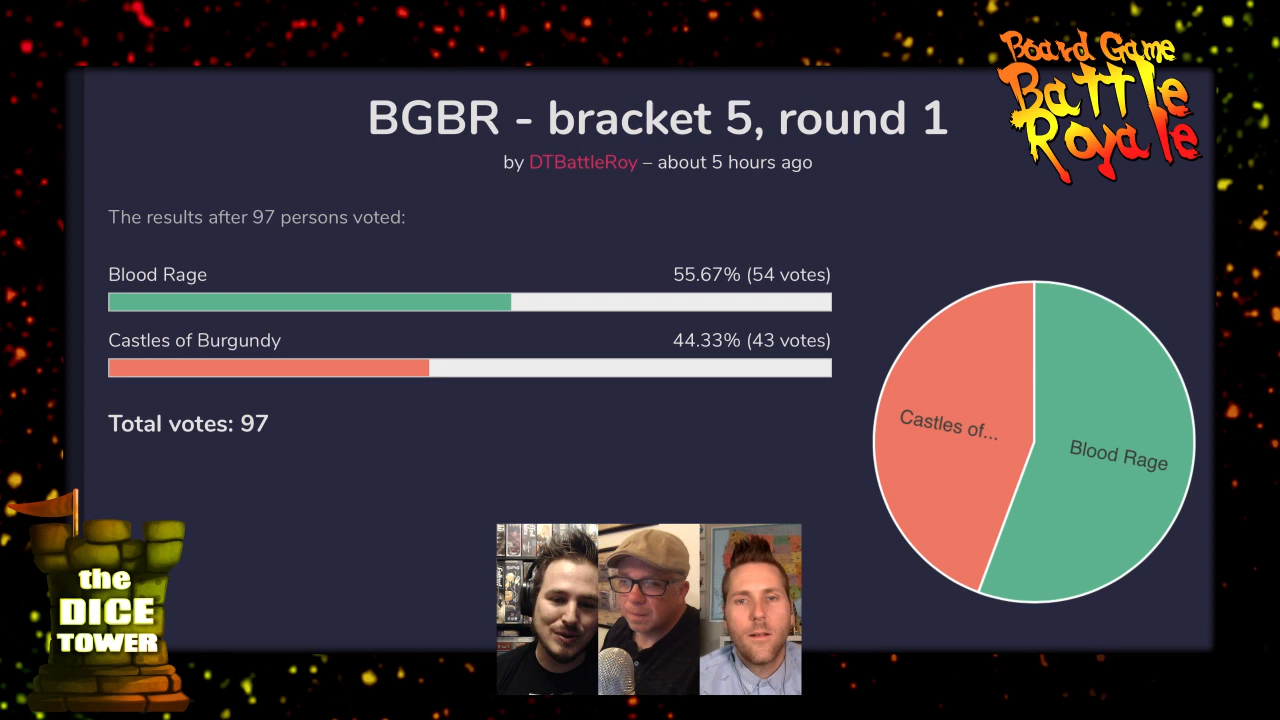 Board Game
Battle
Royale
BGBR - bracket 5, round 1
by DTBattleRoy – about 5 hours ago
The results after 97 persons voted:
Blood Rage 55.67% (54 votes)
Castles of Burgundy 44.33% (43 votes)
Total votes: 97
Castles of...
Blood Rage
the
DICE
TOWER